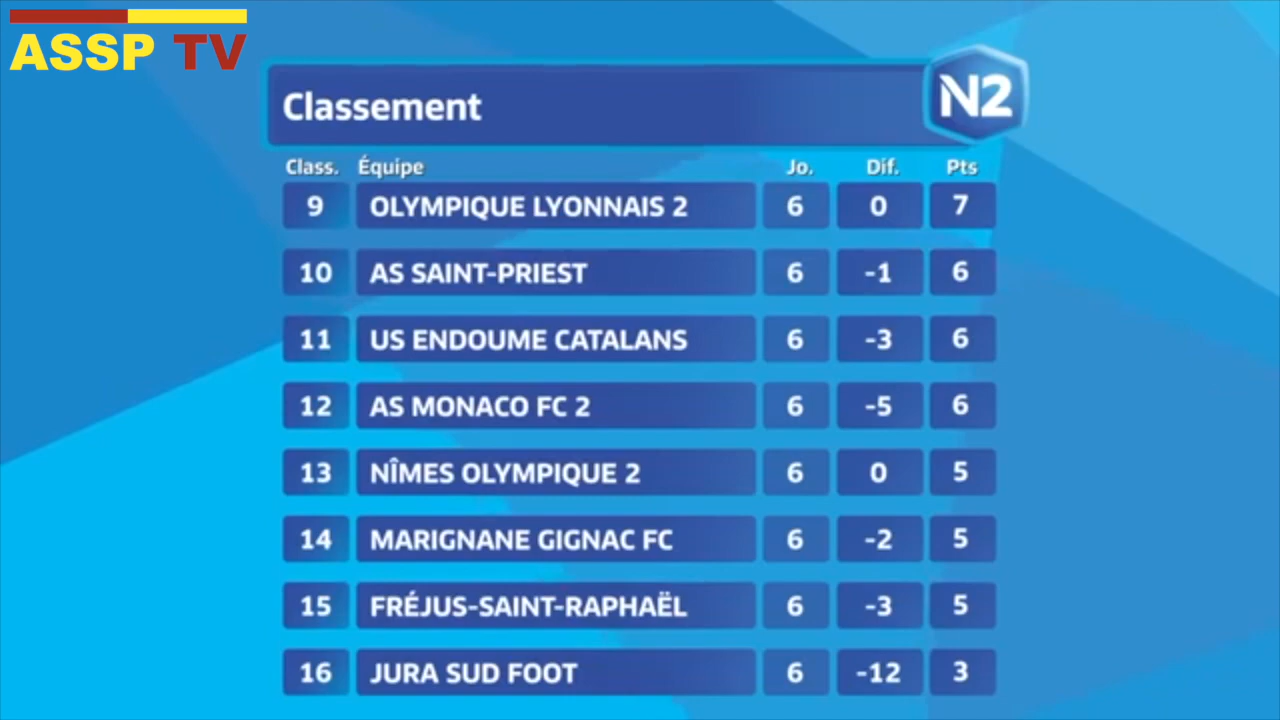 ASSP TV
Classement N2
Class. Équipe Jo. Dif. Pts
9 OLYMPIQUE LYONNAIS 2 6 0 7
10 AS SAINT-PRIEST 6 -1 6
11 US ENDOUME CATALANS 6 -3 6
12 AS MONACO FC 2 6 -5 6
13 NÎMES OLYMPIQUE 2 6 0 5
14 MARIGNANE GIGNAC FC 6 -2 5
15 FRÉJUS-SAINT-RAPHAËL 6 -3 5
16 JURA SUD FOOT 6 -12 3